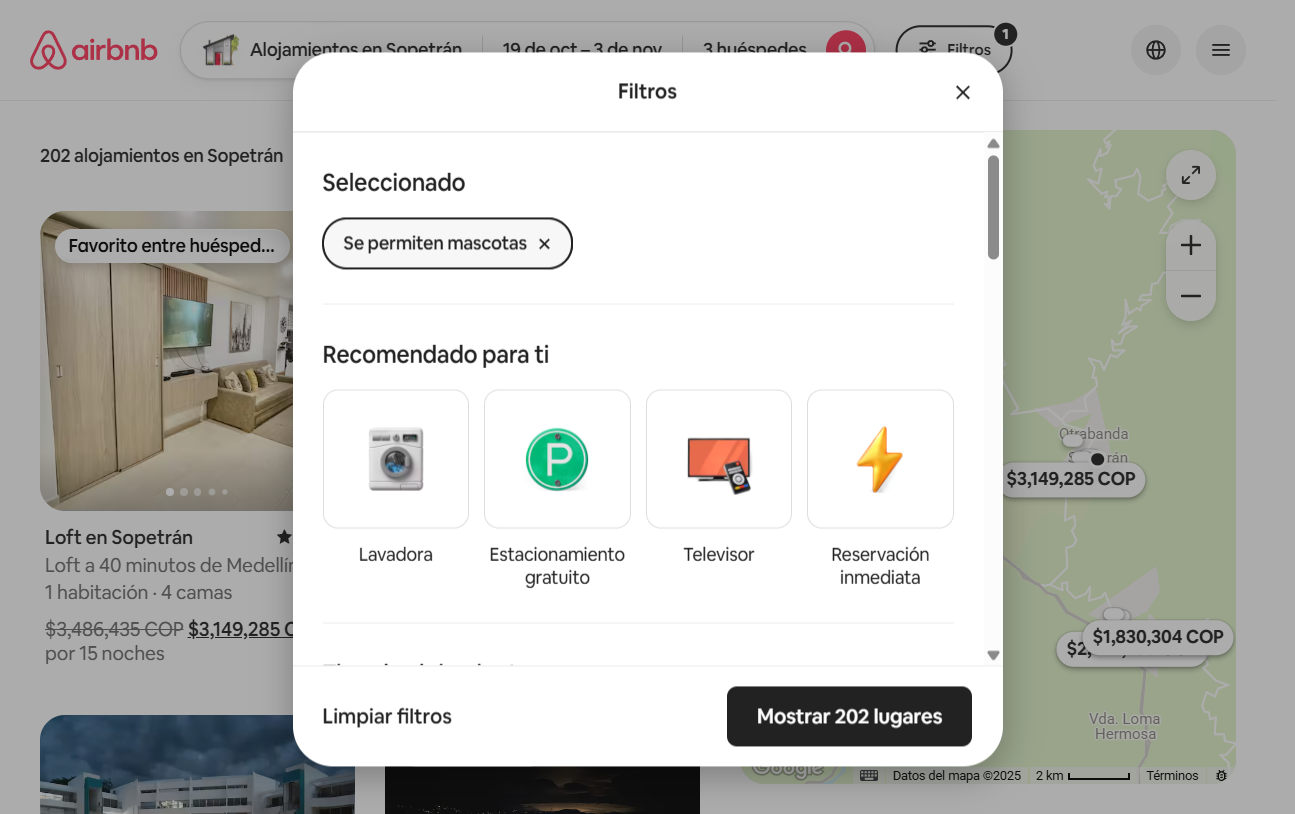 airbnb
Alojamientos en Sopetrán
19 de oct – 3 de nov
3 huéspedes
Filtros
1
Filtros
202 alojamientos en Sopetrán
Seleccionado
Se permiten mascotas
Favorito entre huésped...
Recomendado para ti
Lavadora
Estacionamiento
gratuito
Televisor
Reservación
inmediata
Loft en Sopetrán
Loft a 40 minutos de Medellín
1 habitación · 4 camas
$3,486,435 COP $3,149,285 C
por 15 noches
Limpiar filtros
Mostrar 202 lugares
Otrabanda
$3,149,285 COP
$1,830,304 COP
$2,
Vda. Loma
Hermosa
Google
Datos del mapa ©2025
2 km
Términos